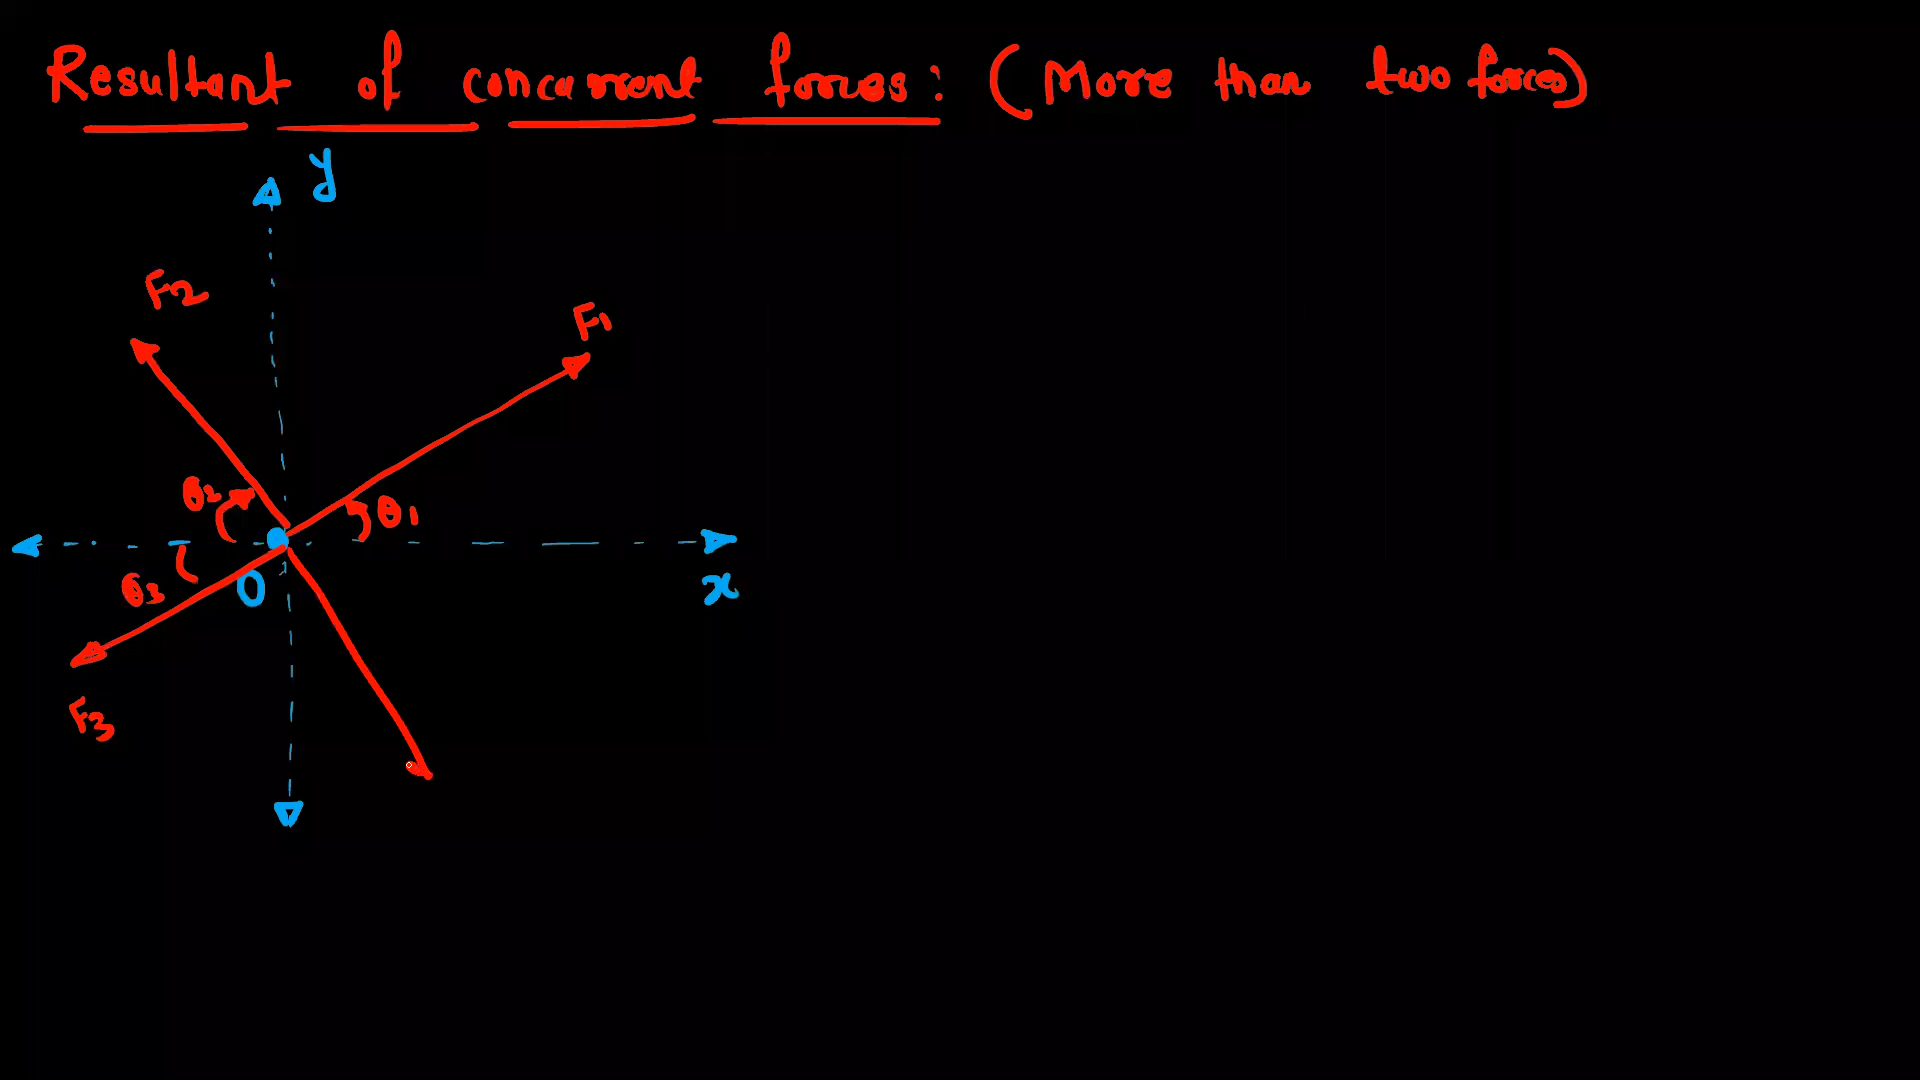 Resultant of concurrent forces: (More than two forces)
y
F2
F1
θ2
θ1
θ3
O
x
F3